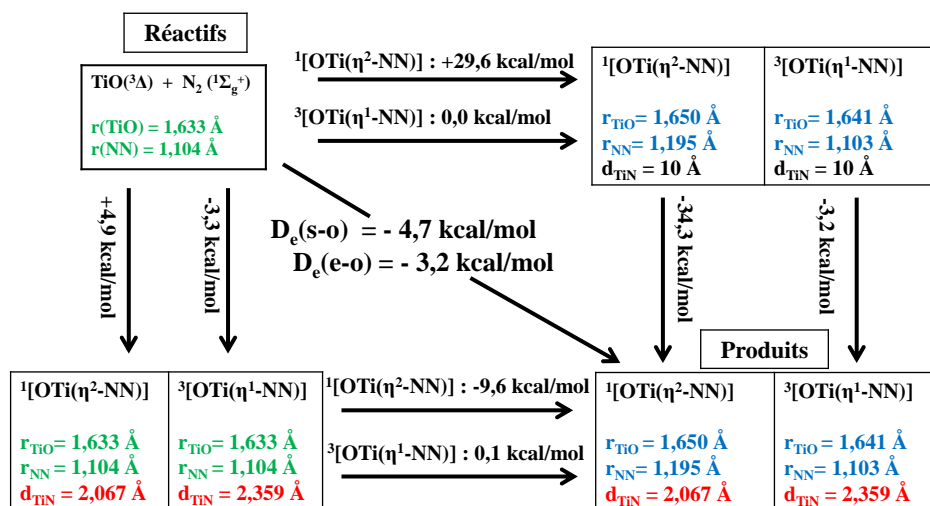 Réactifs
TiO(³Δ) + N₂ (¹Σg⁺)
r(TiO) = 1,633 Å
r(NN) = 1,104 Å
¹[OTi(η²-NN)] : +29,6 kcal/mol
³[OTi(η¹-NN)] : 0,0 kcal/mol
¹[OTi(η²-NN)]
rTiO= 1,650 Å
rNN= 1,195 Å
dTiN = 10 Å
³[OTi(η¹-NN)]
rTiO= 1,641 Å
rNN= 1,103 Å
dTiN = 10 Å
+4,9 kcal/mol
-3,3 kcal/mol
De(s-o) = - 4,7 kcal/mol
De(e-o) = - 3,2 kcal/mol
-34,3 kcal/mol
-3,2 kcal/mol
Produits
¹[OTi(η²-NN)]
rTiO= 1,633 Å
rNN= 1,104 Å
dTiN = 2,067 Å
³[OTi(η¹-NN)]
rTiO= 1,633 Å
rNN= 1,104 Å
dTiN = 2,359 Å
¹[OTi(η²-NN)] : -9,6 kcal/mol
³[OTi(η¹-NN)] : 0,1 kcal/mol
¹[OTi(η²-NN)]
rTiO= 1,650 Å
rNN= 1,195 Å
dTiN = 2,067 Å
³[OTi(η¹-NN)]
rTiO= 1,641 Å
rNN= 1,103 Å
dTiN = 2,359 Å